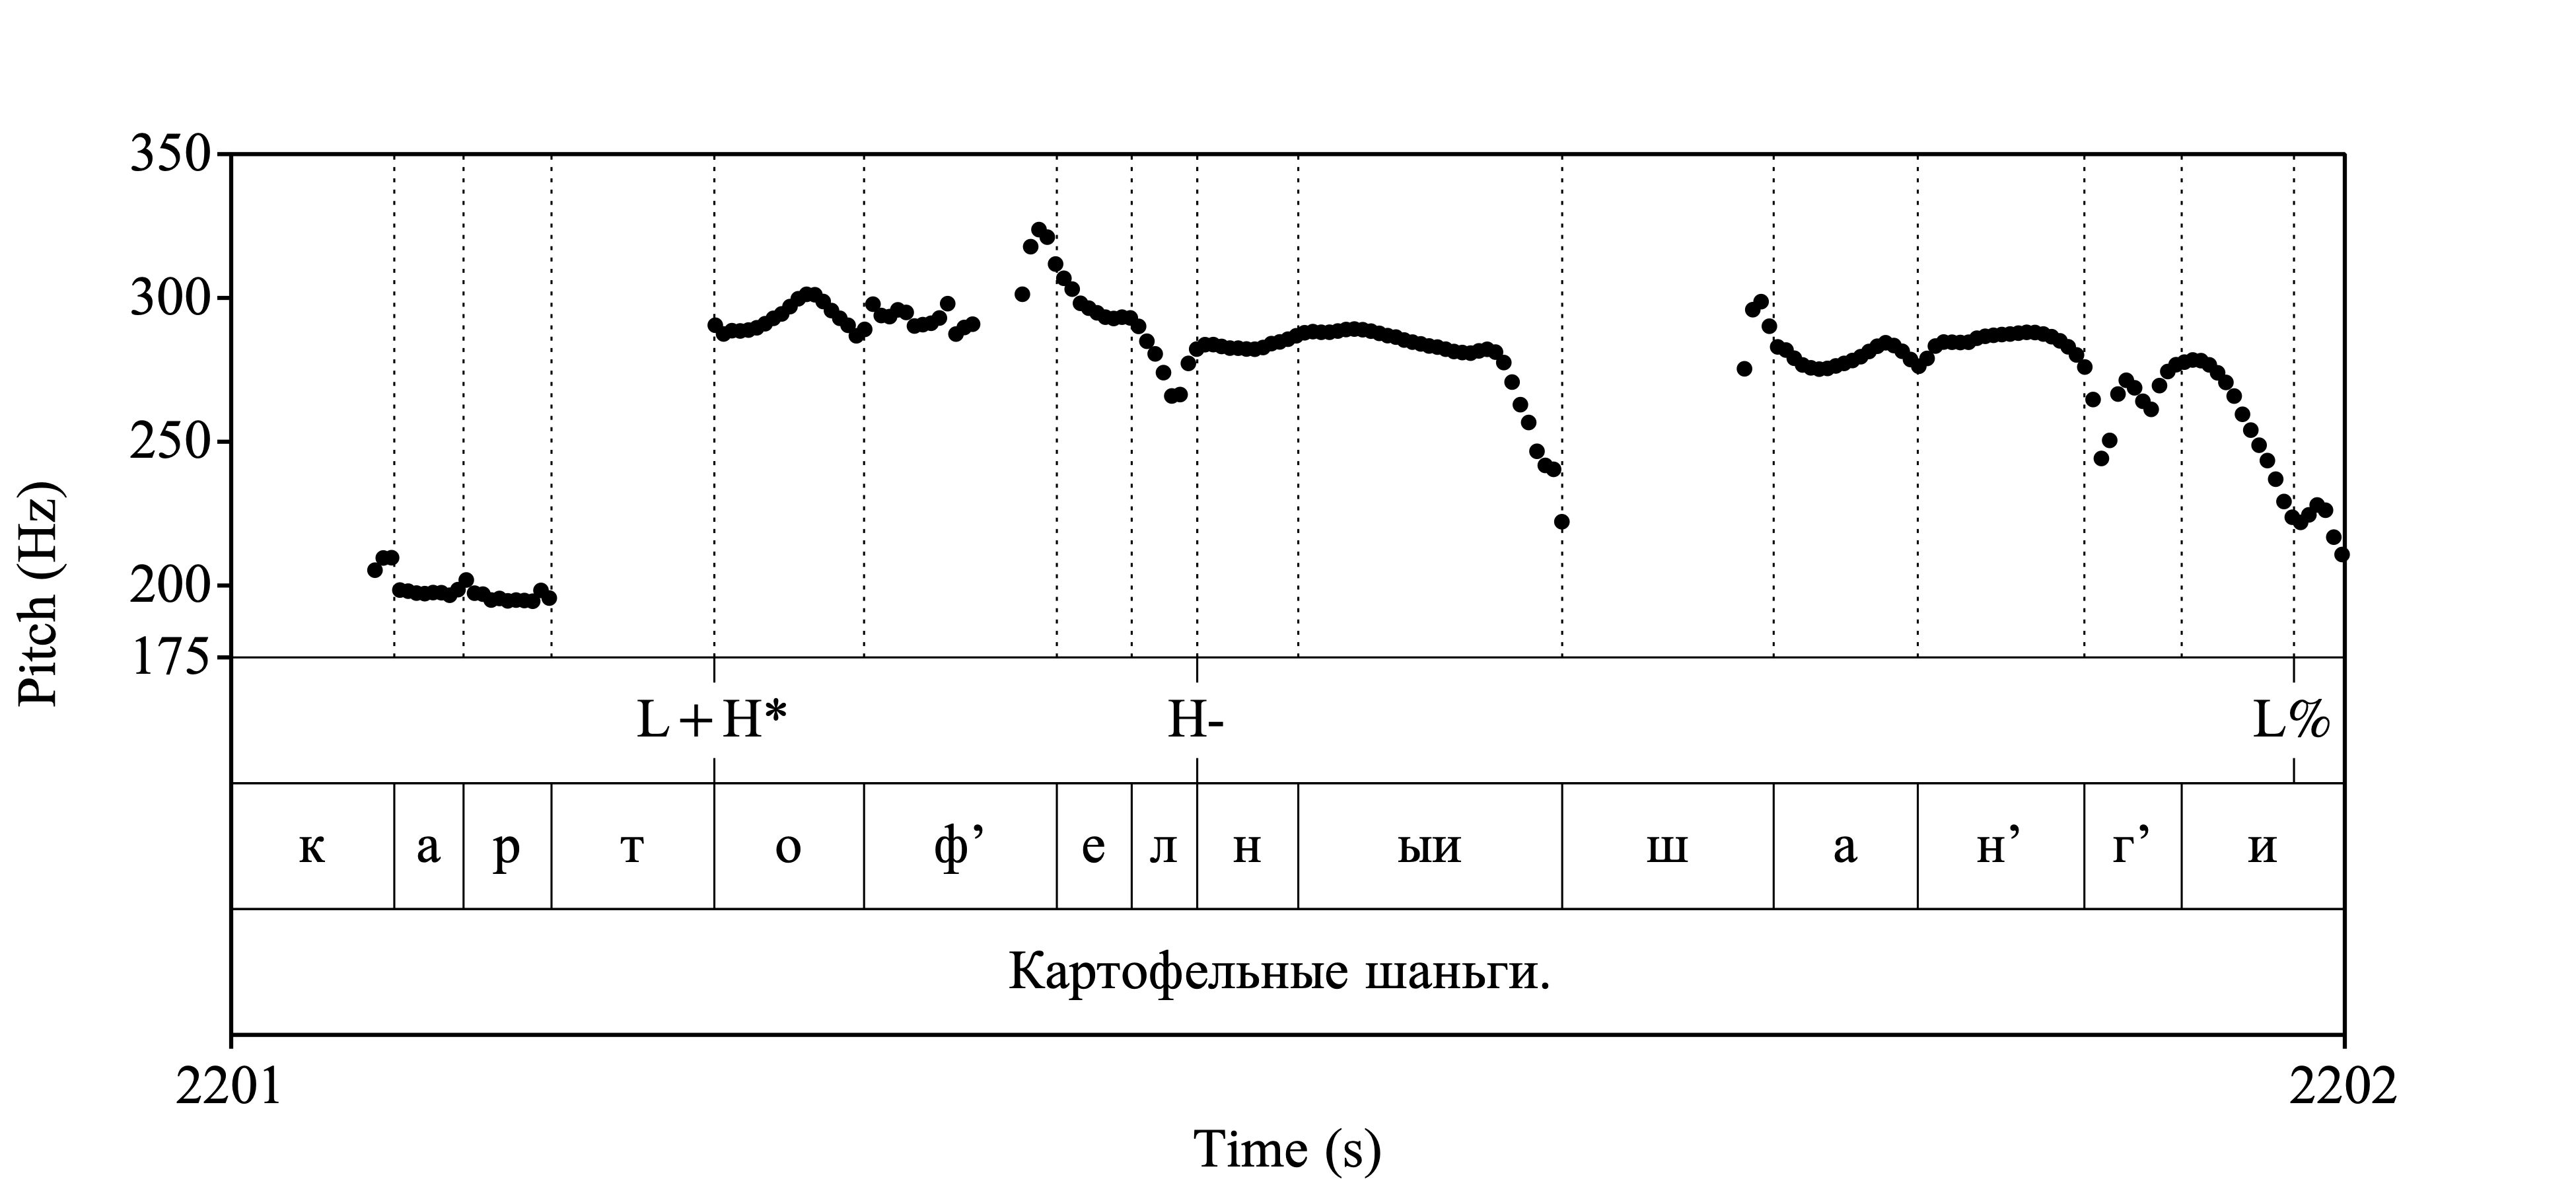 350
300
250
200
175
Pitch (Hz)
L+H* H- L%
к а р т о ф’ е л н ыи ш а н’ г’ и
Картофельные шаньги.
2201 2202
Time (s)